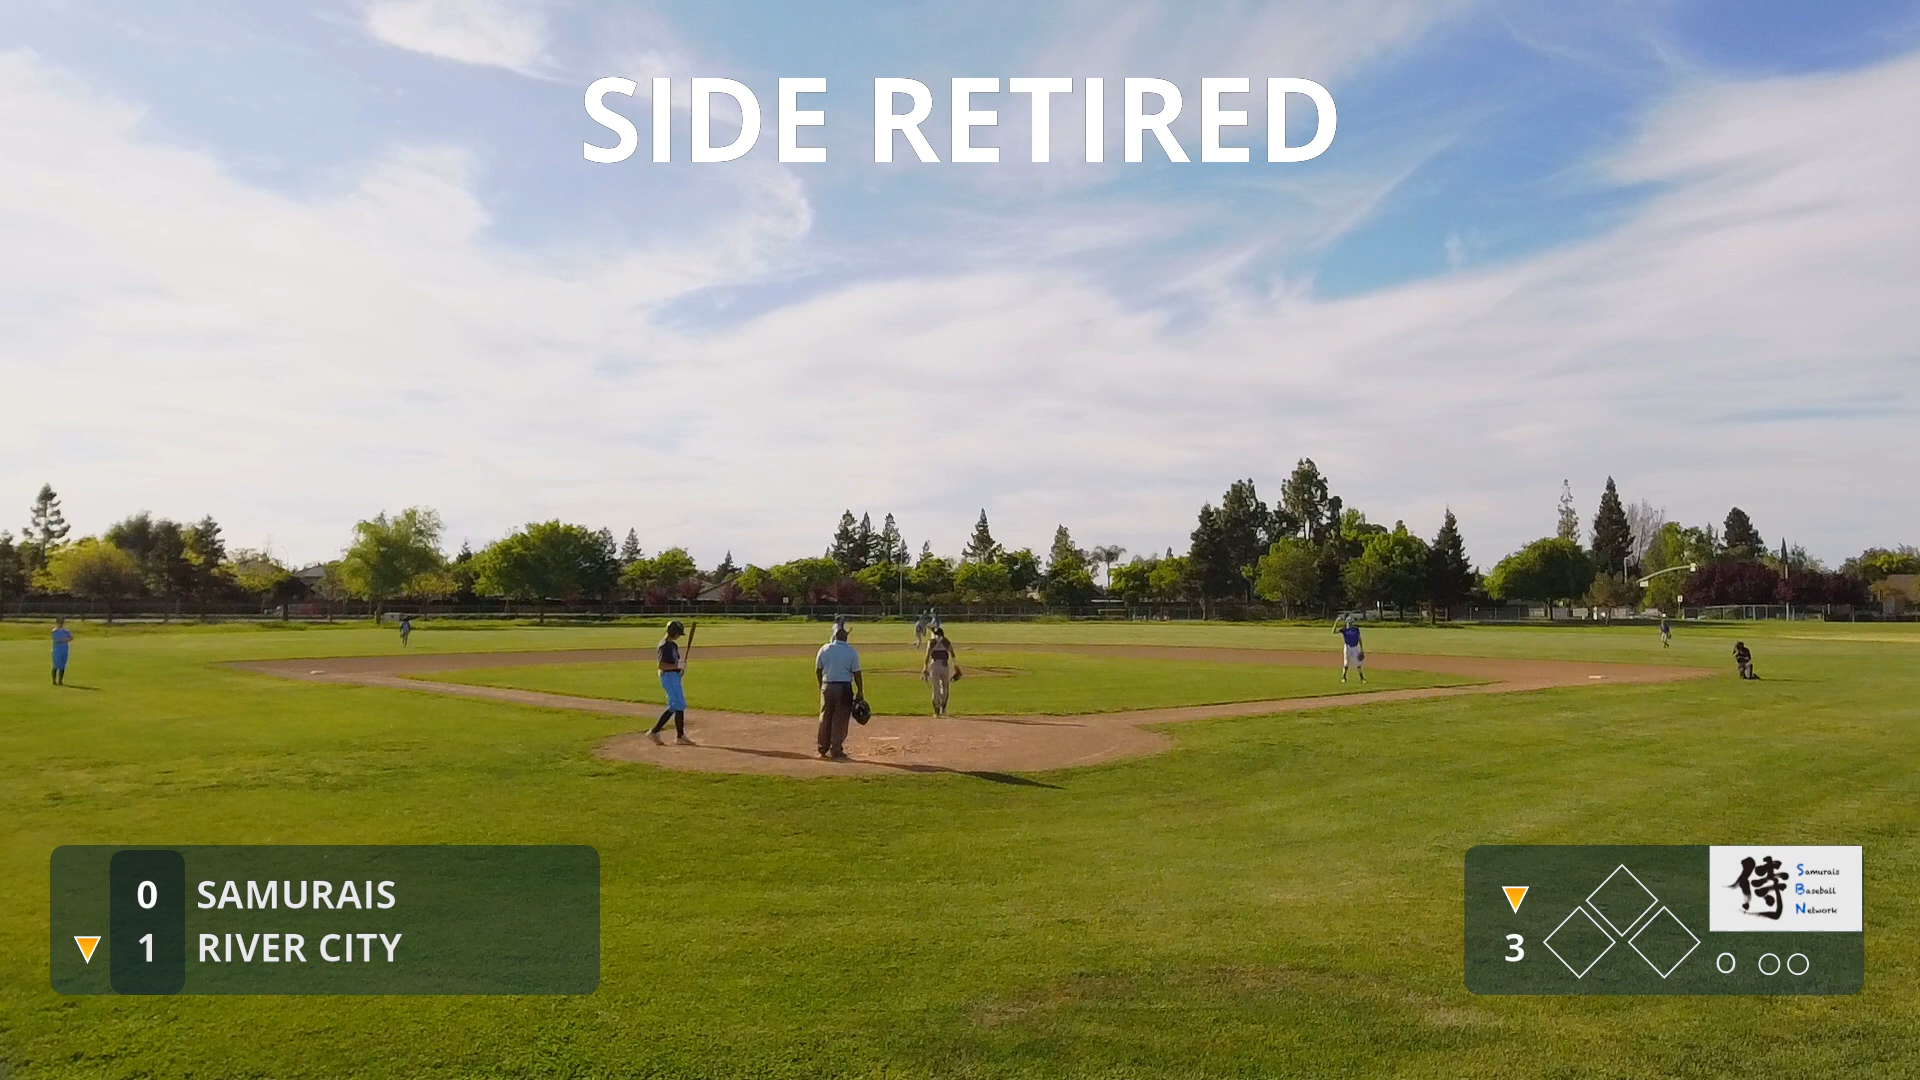 SIDE RETIRED
0 SAMURAIS
1 RIVER CITY
3
侍
Samurais
Baseball
Network
O